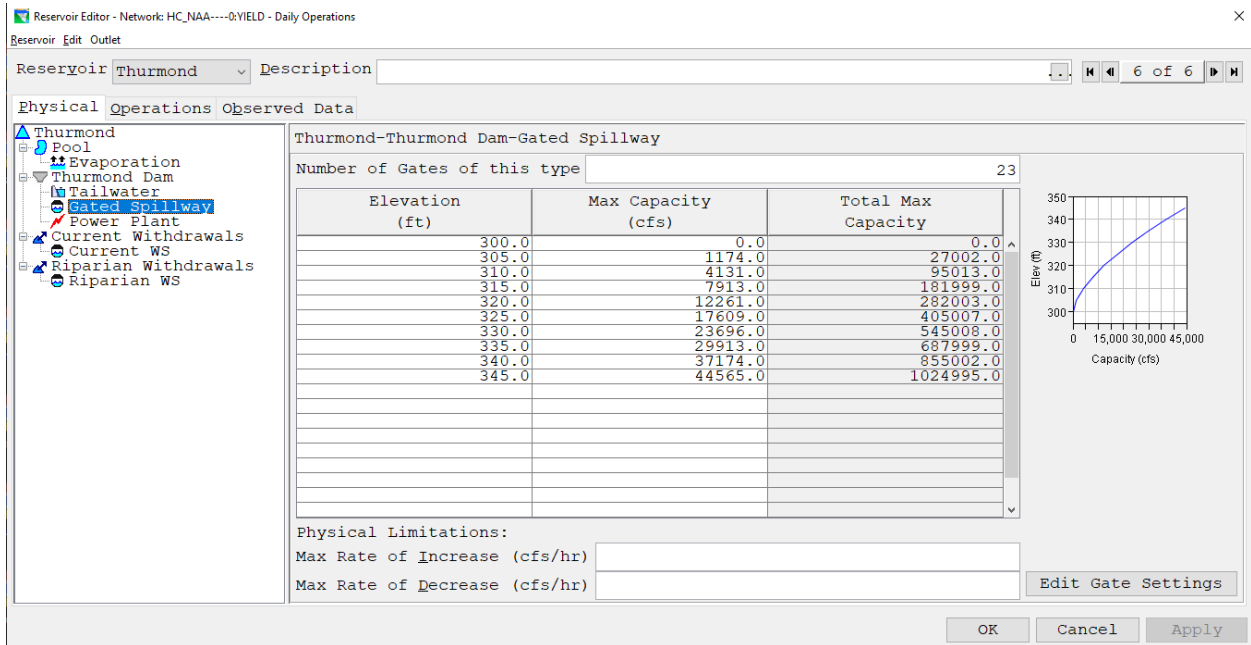 Reservoir Editor - Network: HC_NAA----0:YIELD - Daily Operations
Reservoir Edit Outlet
Reservoir Thurmond Description ... 6 of 6
Physical Operations Observed Data
Thurmond
Pool
Evaporation
Thurmond Dam
Tailwater
Gated Spillway
Power Plant
Current Withdrawals
Current WS
Riparian Withdrawals
Riparian WS
Thurmond-Thurmond Dam-Gated Spillway
Number of Gates of this type 23
Elevation (ft) Max Capacity (cfs) Total Max Capacity
300.0 0.0 0.0
305.0 1174.0 27002.0
310.0 4131.0 95013.0
315.0 7913.0 181999.0
320.0 12261.0 282003.0
325.0 17609.0 405007.0
330.0 23696.0 545008.0
335.0 29913.0 687999.0
340.0 37174.0 855002.0
345.0 44565.0 1024995.0
350
340
330
320
310
300
Elev (ft)
0 15,000 30,000 45,000
Capacity (cfs)
Physical Limitations:
Max Rate of Increase (cfs/hr)
Max Rate of Decrease (cfs/hr)
Edit Gate Settings
OK Cancel Apply